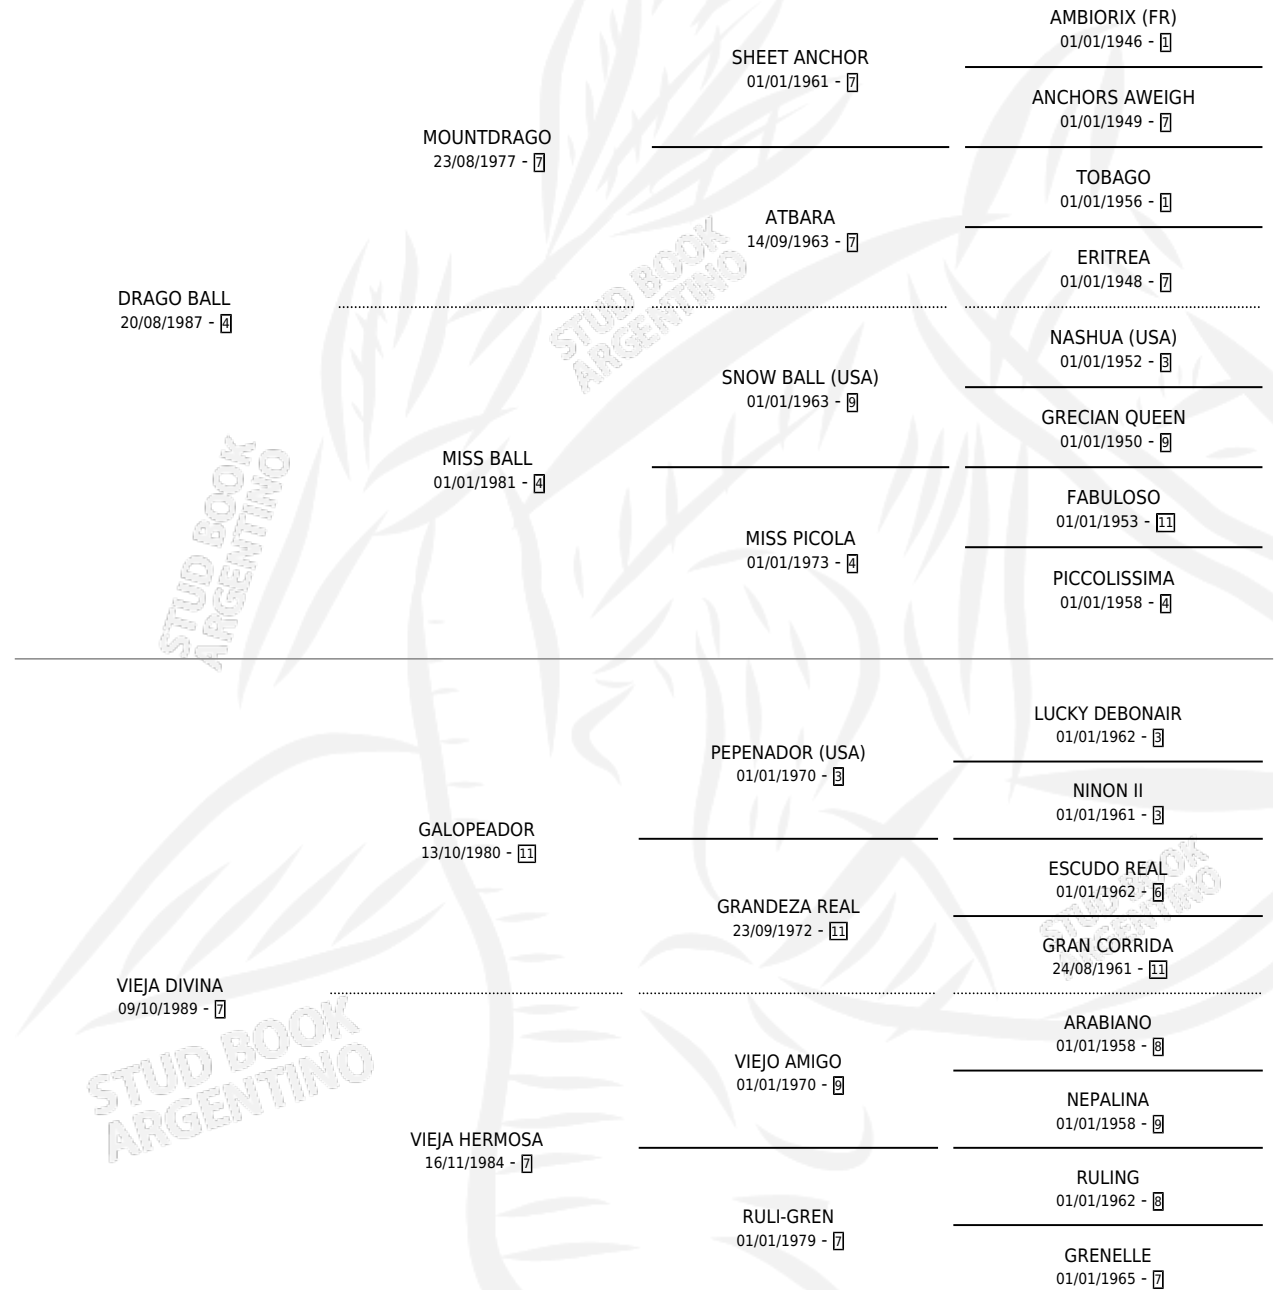 AMBIORIX (FR)
01/01/1946 - 1
SHEET ANCHOR
01/01/1961 - 7
ANCHORS AWEIGH
01/01/1949 - 7
MOUNTDRAGO
23/08/1977 - 7
TOBAGO
01/01/1956 - 1
ATBARA
14/09/1963 - 7
ERITREA
01/01/1948 - 7
DRAGO BALL
20/08/1987 - 4
STUD BOOK
ARGENTINO
NASHUA (USA)
01/01/1952 - 3
SNOW BALL (USA)
01/01/1963 - 9
GRECIAN QUEEN
01/01/1950 - 9
MISS BALL
01/01/1981 - 4
FABULOSO
01/01/1953 - 11
MISS PICOLA
01/01/1973 - 4
PICCOLISSIMA
01/01/1958 - 4
STUD BOOK
ARGENTINO
LUCKY DEBONAIR
01/01/1962 - 3
PEPENADOR (USA)
01/01/1970 - 3
NINON II
01/01/1961 - 3
GALOPEADOR
13/10/1980 - 11
ESCUDO REAL
01/01/1962 - 6
GRANDEZA REAL
23/09/1972 - 11
GRAN CORRIDA
24/08/1961 - 11
STUD BOOK
ARGENTINO
VIEJA DIVINA
09/10/1989 - 7
ARABIANO
01/01/1958 - 8
VIEJO AMIGO
01/01/1970 - 9
NEPALINA
01/01/1958 - 9
STUD BOOK
ARGENTINO
VIEJA HERMOSA
16/11/1984 - 7
RULING
01/01/1962 - 8
RULI-GREN
01/01/1979 - 7
GRENELLE
01/01/1965 - 7